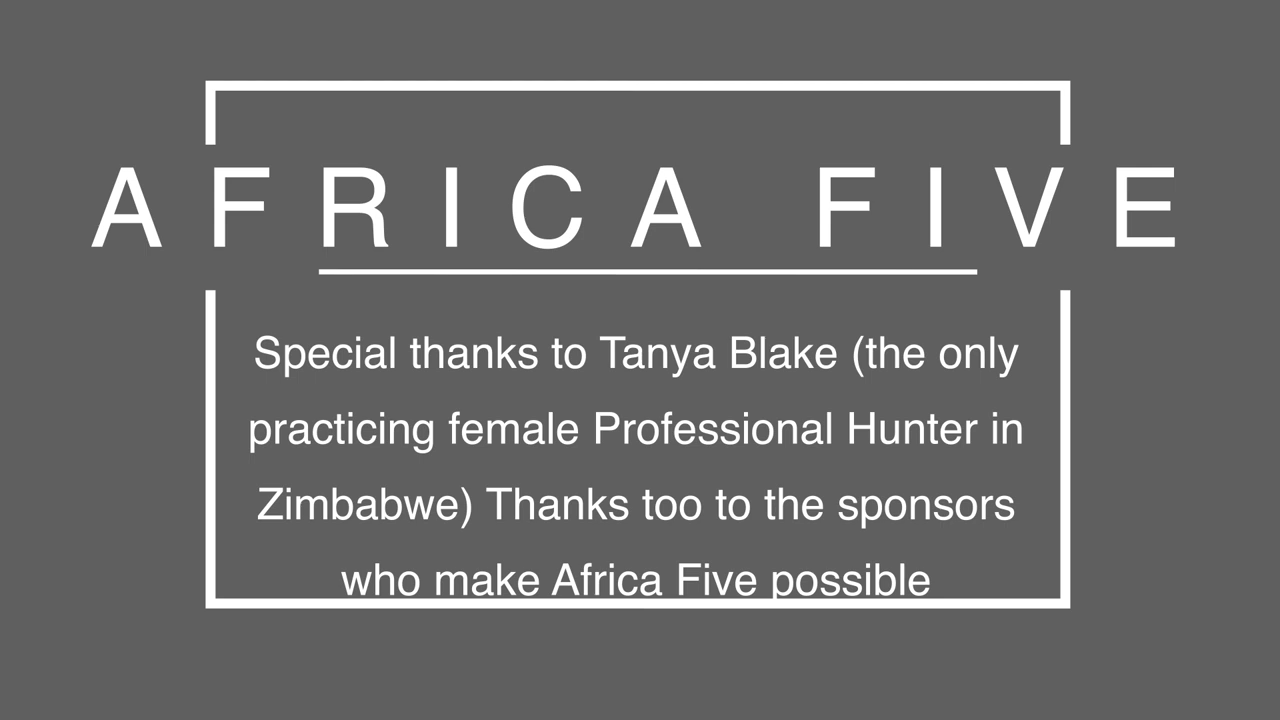 AFRICA FIVE
Special thanks to Tanya Blake (the only
practicing female Professional Hunter in
Zimbabwe) Thanks too to the sponsors
who make Africa Five possible